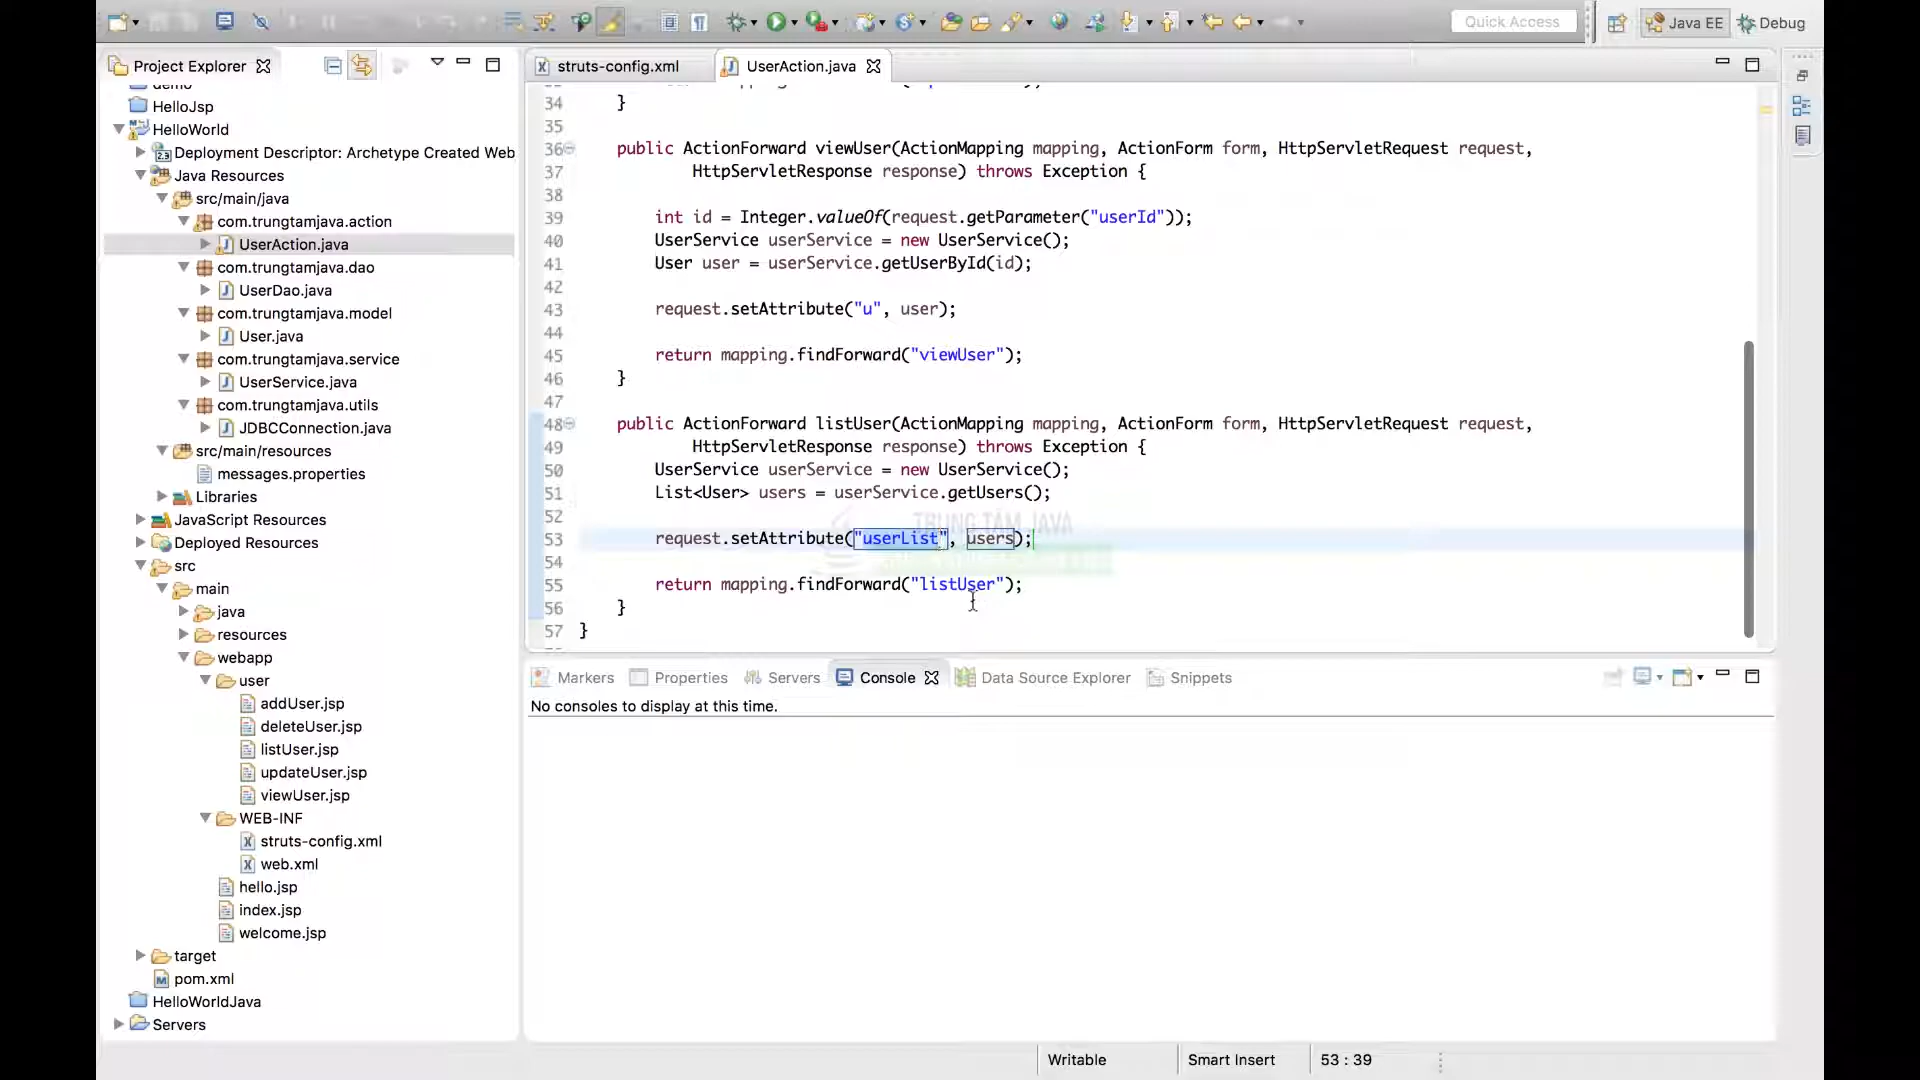 Quick Access
Java EE
Debug
Project Explorer
struts-config.xml
UserAction.java
demo
HelloJsp
HelloWorld
Deployment Descriptor: Archetype Created Web
Java Resources
src/main/java
com.trungtamjava.action
UserAction.java
com.trungtamjava.dao
UserDao.java
com.trungtamjava.model
User.java
com.trungtamjava.service
UserService.java
com.trungtamjava.utils
JDBCConnection.java
src/main/resources
messages.properties
Libraries
JavaScript Resources
Deployed Resources
src
main
java
resources
webapp
user
addUser.jsp
deleteUser.jsp
listUser.jsp
updateUser.jsp
viewUser.jsp
WEB-INF
struts-config.xml
web.xml
hello.jsp
index.jsp
welcome.jsp
target
pom.xml
HelloWorldJava
Servers
34 }
35
36 public ActionForward viewUser(ActionMapping mapping, ActionForm form, HttpServletRequest request,
37 HttpServletResponse response) throws Exception {
38
39 int id = Integer.valueOf(request.getParameter("userId"));
40 UserService userService = new UserService();
41 User user = userService.getUserById(id);
42
43 request.setAttribute("u", user);
44
45 return mapping.findForward("viewUser");
46 }
47
48 public ActionForward listUser(ActionMapping mapping, ActionForm form, HttpServletRequest request,
49 HttpServletResponse response) throws Exception {
50 UserService userService = new UserService();
51 List<User> users = userService.getUsers();
52
TRUNG TÂM JAVA
53 request.setAttribute("userList", users);
54
55 return mapping.findForward("listUser");
56 }
57 }
Markers
Properties
Servers
Console
Data Source Explorer
Snippets
No consoles to display at this time.
Writable
Smart Insert
53 : 39